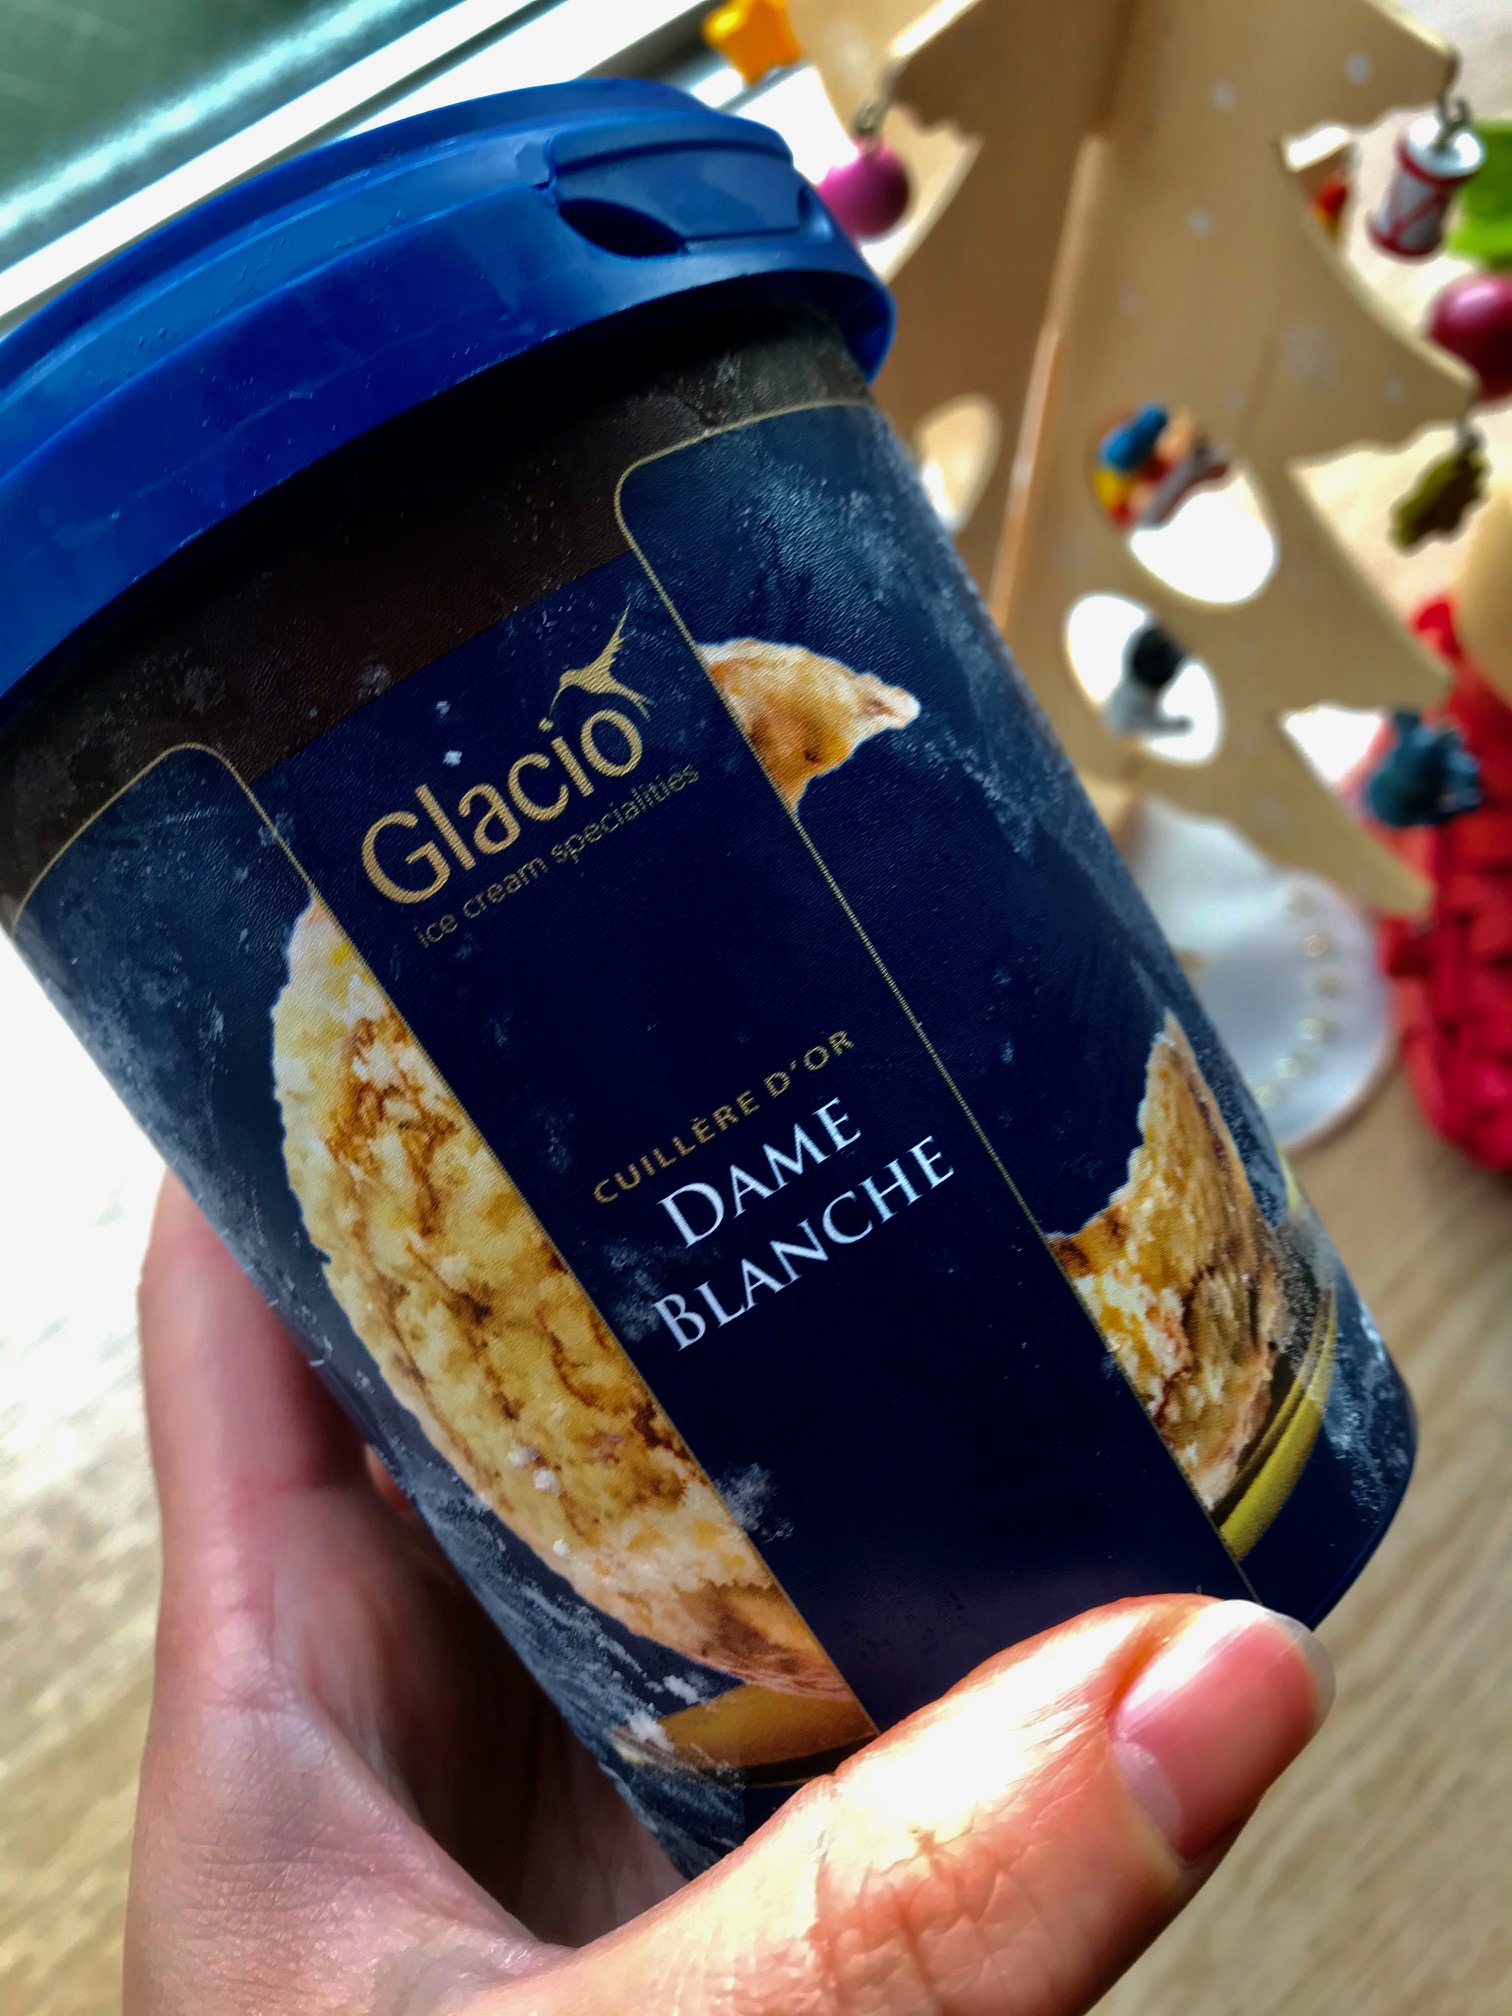 Glacio
ice cream specialities
CUILLÈRE D'OR
DAME
BLANCHE